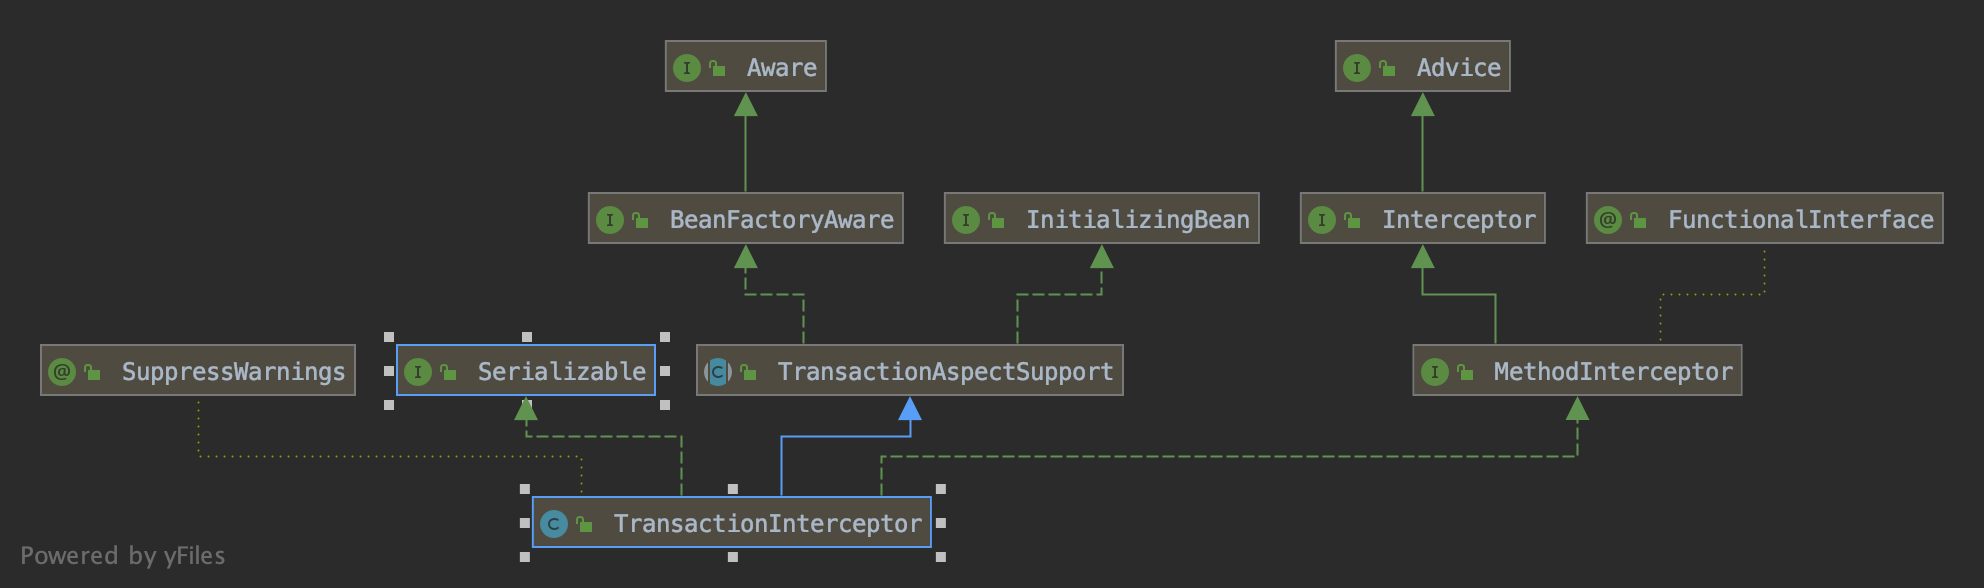 Aware
Advice
BeanFactoryAware
InitializingBean
Interceptor
FunctionalInterface
SuppressWarnings
Serializable
TransactionAspectSupport
MethodInterceptor
TransactionInterceptor
Powered by yFiles